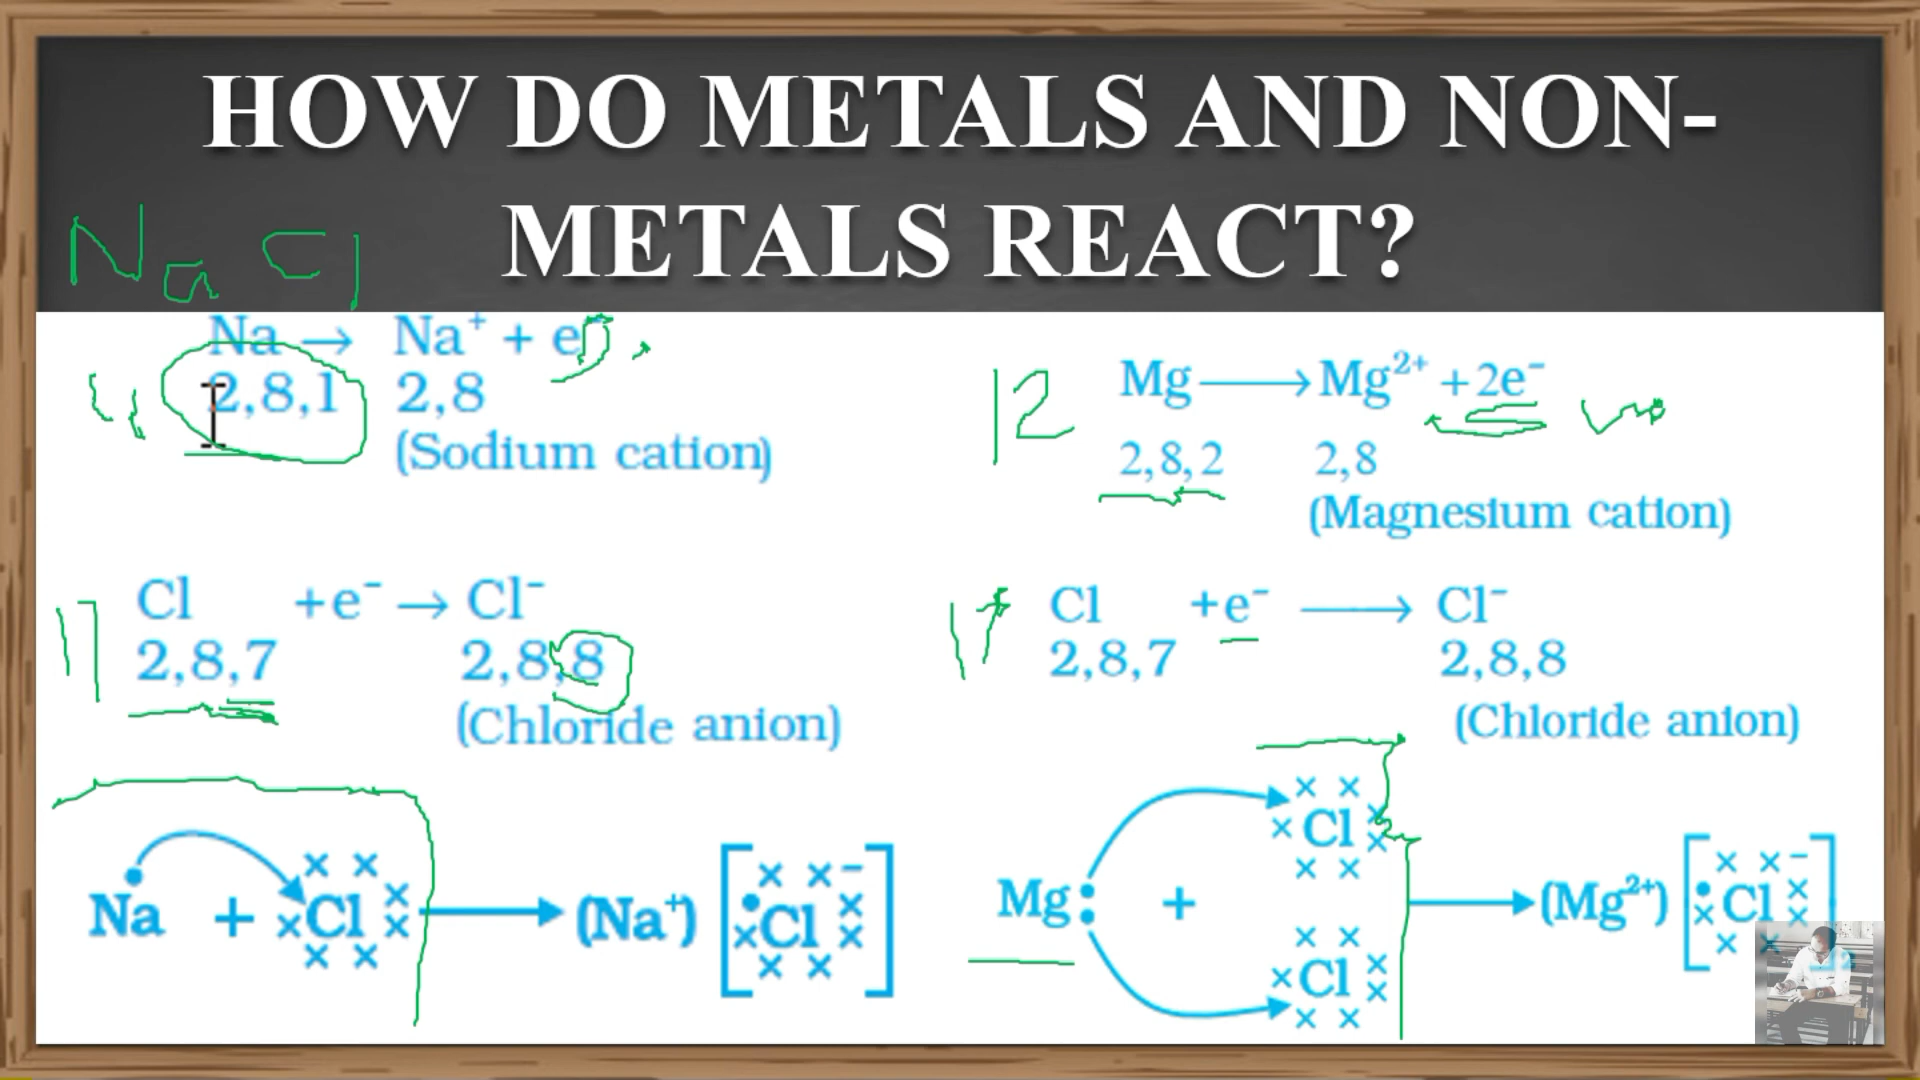 HOW DO METALS AND NON-
METALS REACT?
Na Cl
Na → Na⁺ + e⁻
2,8,1 2,8
(Sodium cation)
Cl +e⁻ → Cl⁻
17
2,8,7 2,8,8
(Chloride anion)
Na + Cl → (Na⁺) [Cl]⁻
12
Mg → Mg²⁺ +2e⁻
2,8,2 2,8
(Magnesium cation)
17
Cl +e⁻ → Cl⁻
2,8,7 2,8,8
(Chloride anion)
Cl
Mg: + → (Mg²⁺) [Cl]⁻
Cl